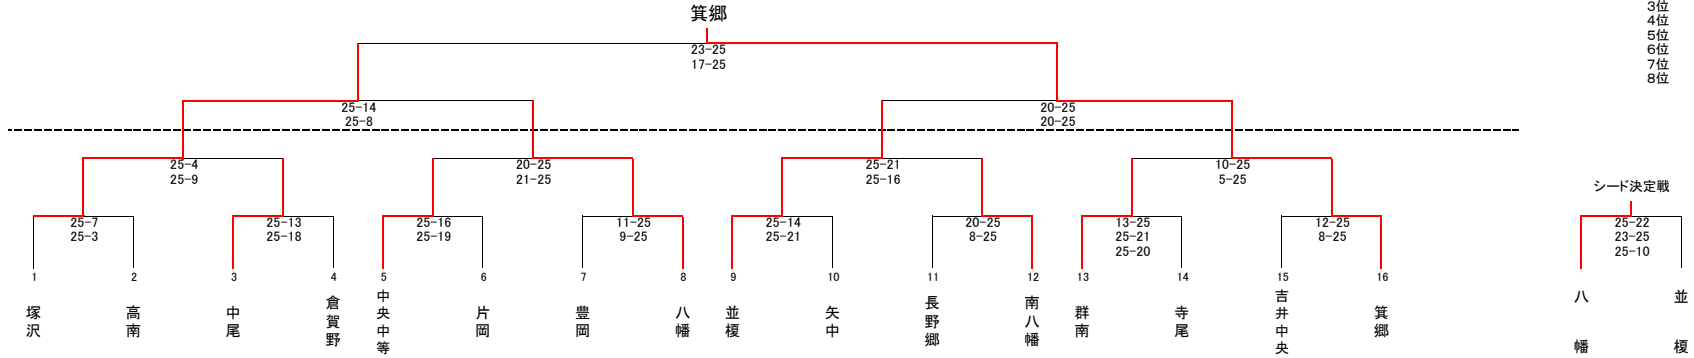 箕郷
3位
4位
5位
6位
7位
8位
23-25
17-25
25-14
25-8
20-25
20-25
25-4
25-9
20-25
21-25
25-21
25-16
10-25
5-25
シード決定戦
25-7
25-3
25-13
25-18
25-16
25-19
11-25
9-25
25-14
25-21
20-25
8-25
13-25
25-21
25-20
12-25
8-25
25-22
23-25
25-10
1
2
3
4
5
6
7
8
9
10
11
12
13
14
15
16
塚沢
高南
中尾
倉賀野
中央中等
片岡
豊岡
八幡
並榎
矢中
長野郷
南八幡
群南
寺尾
吉井中央
箕郷
八幡
並榎